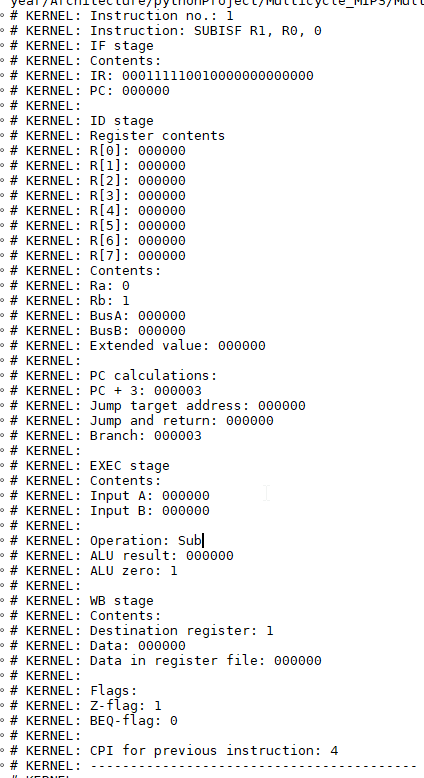 year/Architecture/pythonProject/Multicycle_MIPS/Mult
# KERNEL: Instruction no.: 1
# KERNEL: Instruction: SUBISF R1, R0, 0
# KERNEL: IF stage
# KERNEL: Contents:
# KERNEL: IR: 000111110010000000000000
# KERNEL: PC: 000000
# KERNEL:
# KERNEL: ID stage
# KERNEL: Register contents
# KERNEL: R[0]: 000000
# KERNEL: R[1]: 000000
# KERNEL: R[2]: 000000
# KERNEL: R[3]: 000000
# KERNEL: R[4]: 000000
# KERNEL: R[5]: 000000
# KERNEL: R[6]: 000000
# KERNEL: R[7]: 000000
# KERNEL: Contents:
# KERNEL: Ra: 0
# KERNEL: Rb: 1
# KERNEL: BusA: 000000
# KERNEL: BusB: 000000
# KERNEL: Extended value: 000000
# KERNEL:
# KERNEL: PC calculations:
# KERNEL: PC + 3: 000003
# KERNEL: Jump target address: 000000
# KERNEL: Jump and return: 000000
# KERNEL: Branch: 000003
# KERNEL:
# KERNEL: EXEC stage
# KERNEL: Contents:
# KERNEL: Input A: 000000
# KERNEL: Input B: 000000
# KERNEL:
# KERNEL: Operation: Sub
# KERNEL: ALU result: 000000
# KERNEL: ALU zero: 1
# KERNEL:
# KERNEL: WB stage
# KERNEL: Contents:
# KERNEL: Destination register: 1
# KERNEL: Data: 000000
# KERNEL: Data in register file: 000000
# KERNEL:
# KERNEL: Flags:
# KERNEL: Z-flag: 1
# KERNEL: BEQ-flag: 0
# KERNEL:
# KERNEL: CPI for previous instruction: 4
# KERNEL: -----------------------------------------
# KERNEL: